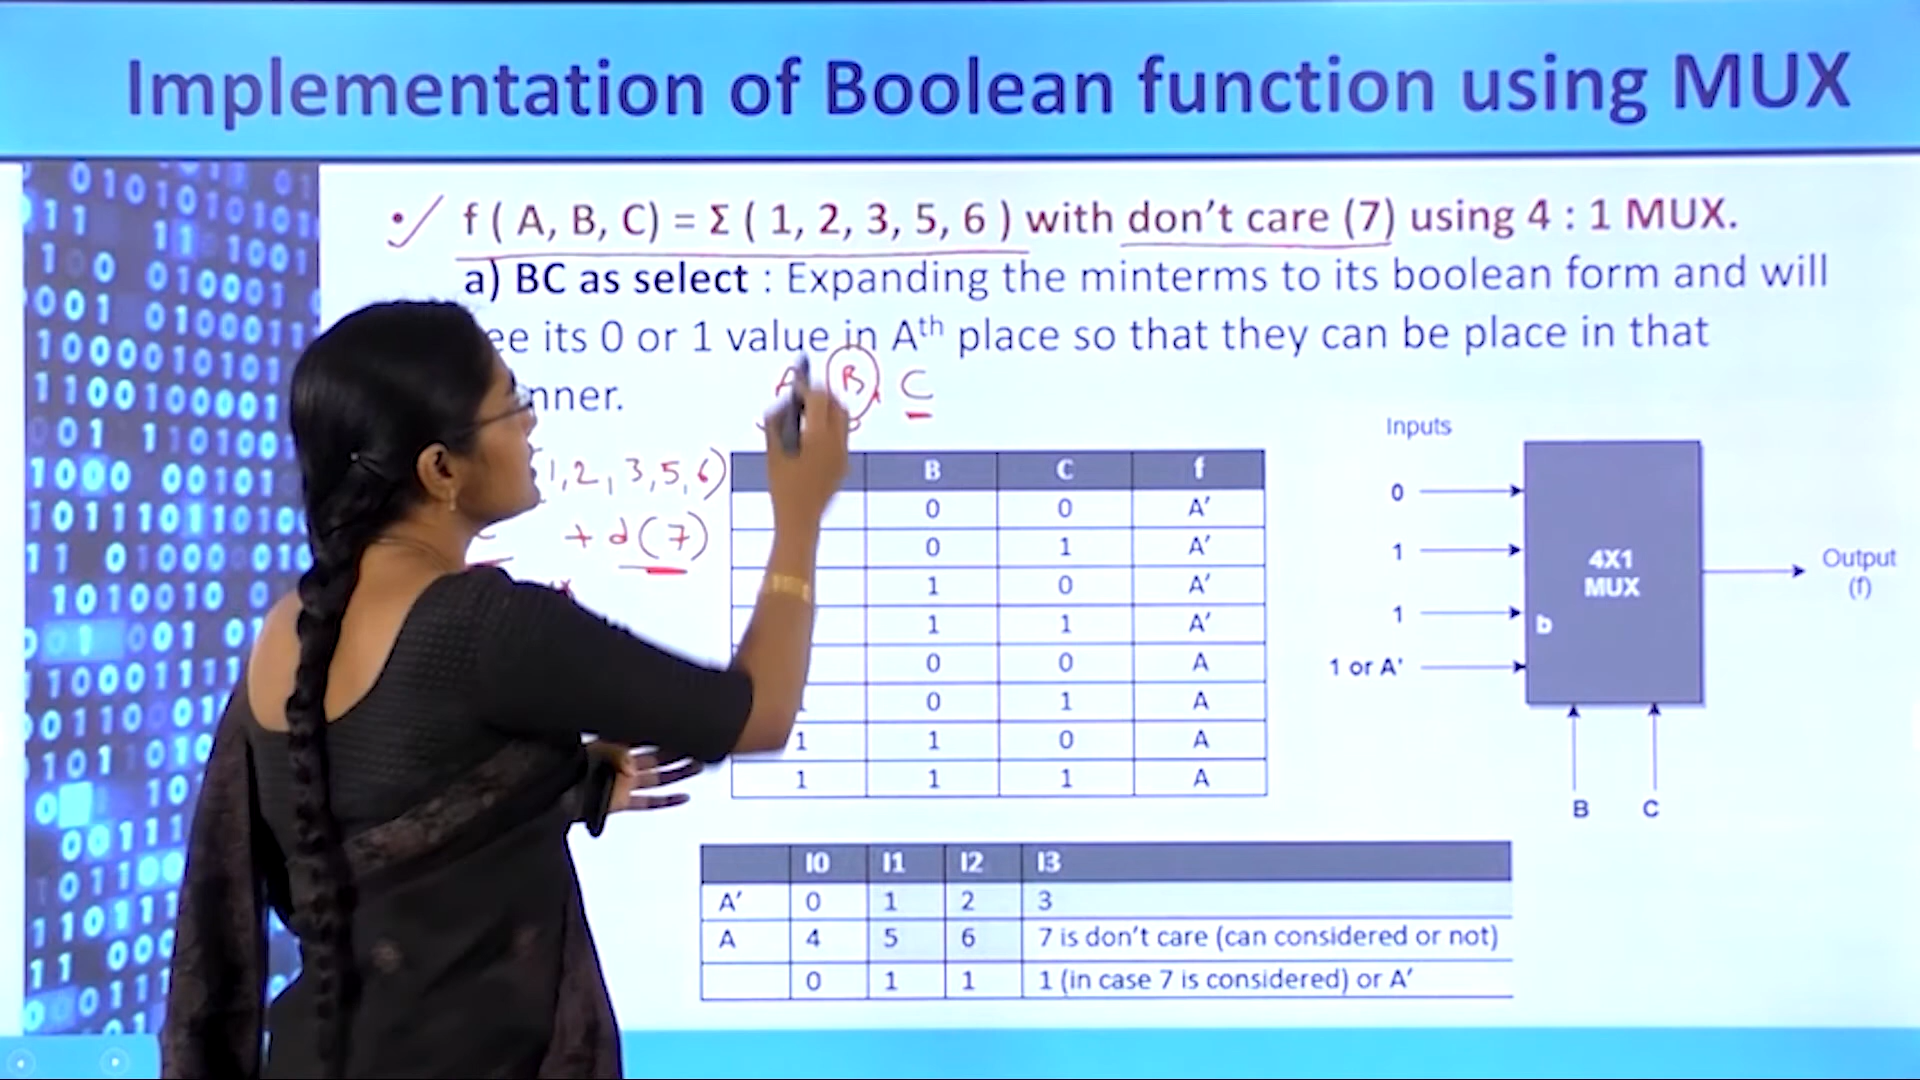 Implementation of Boolean function using MUX
• ✓ f ( A, B, C) = Σ ( 1, 2, 3, 5, 6 ) with don’t care (7) using 4 : 1 MUX.
a) BC as select : Expanding the minterms to its boolean form and will
ee its 0 or 1 value in Ath place so that they can be place in that
nner.
A B C
(1,2, 3,5,6)
+ d(7)
B C f
0 0 A’
0 1 A’
1 0 A’
1 1 A’
0 0 A
0 1 A
1 1 0 A
1 1 1 A
Inputs
0
1
1
1 or A'
4X1
MUX
b
Output
(f)
B C
I0 I1 I2 I3
A’ 0 1 2 3
A 4 5 6 7 is don’t care (can considered or not)
0 1 1 1 (in case 7 is considered) or A’